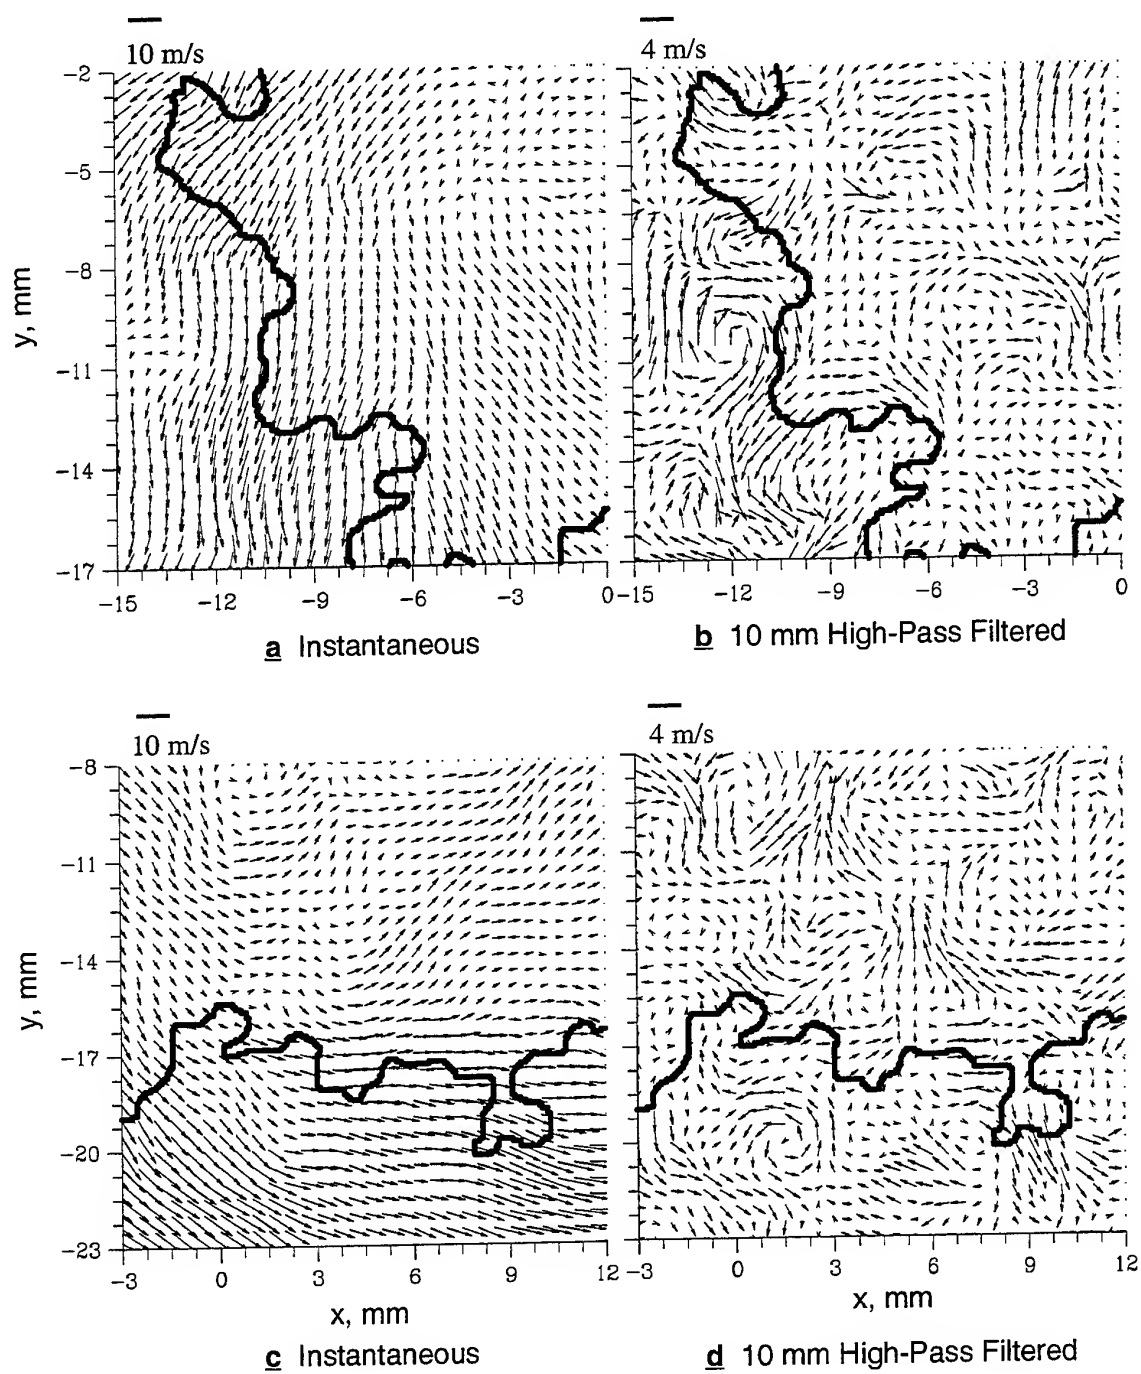 10 m/s
4 m/s
−2
−5
−8
−11
−14
−17
y, mm
−15 −12 −9 −6 −3 0
−15 −12 −9 −6 −3 0
a Instantaneous
b 10 mm High-Pass Filtered
10 m/s
4 m/s
−8
−11
−14
−17
−20
−23
y, mm
−3 0 3 6 9 12
−3 0 3 6 9 12
x, mm
x, mm
c Instantaneous
d 10 mm High-Pass Filtered